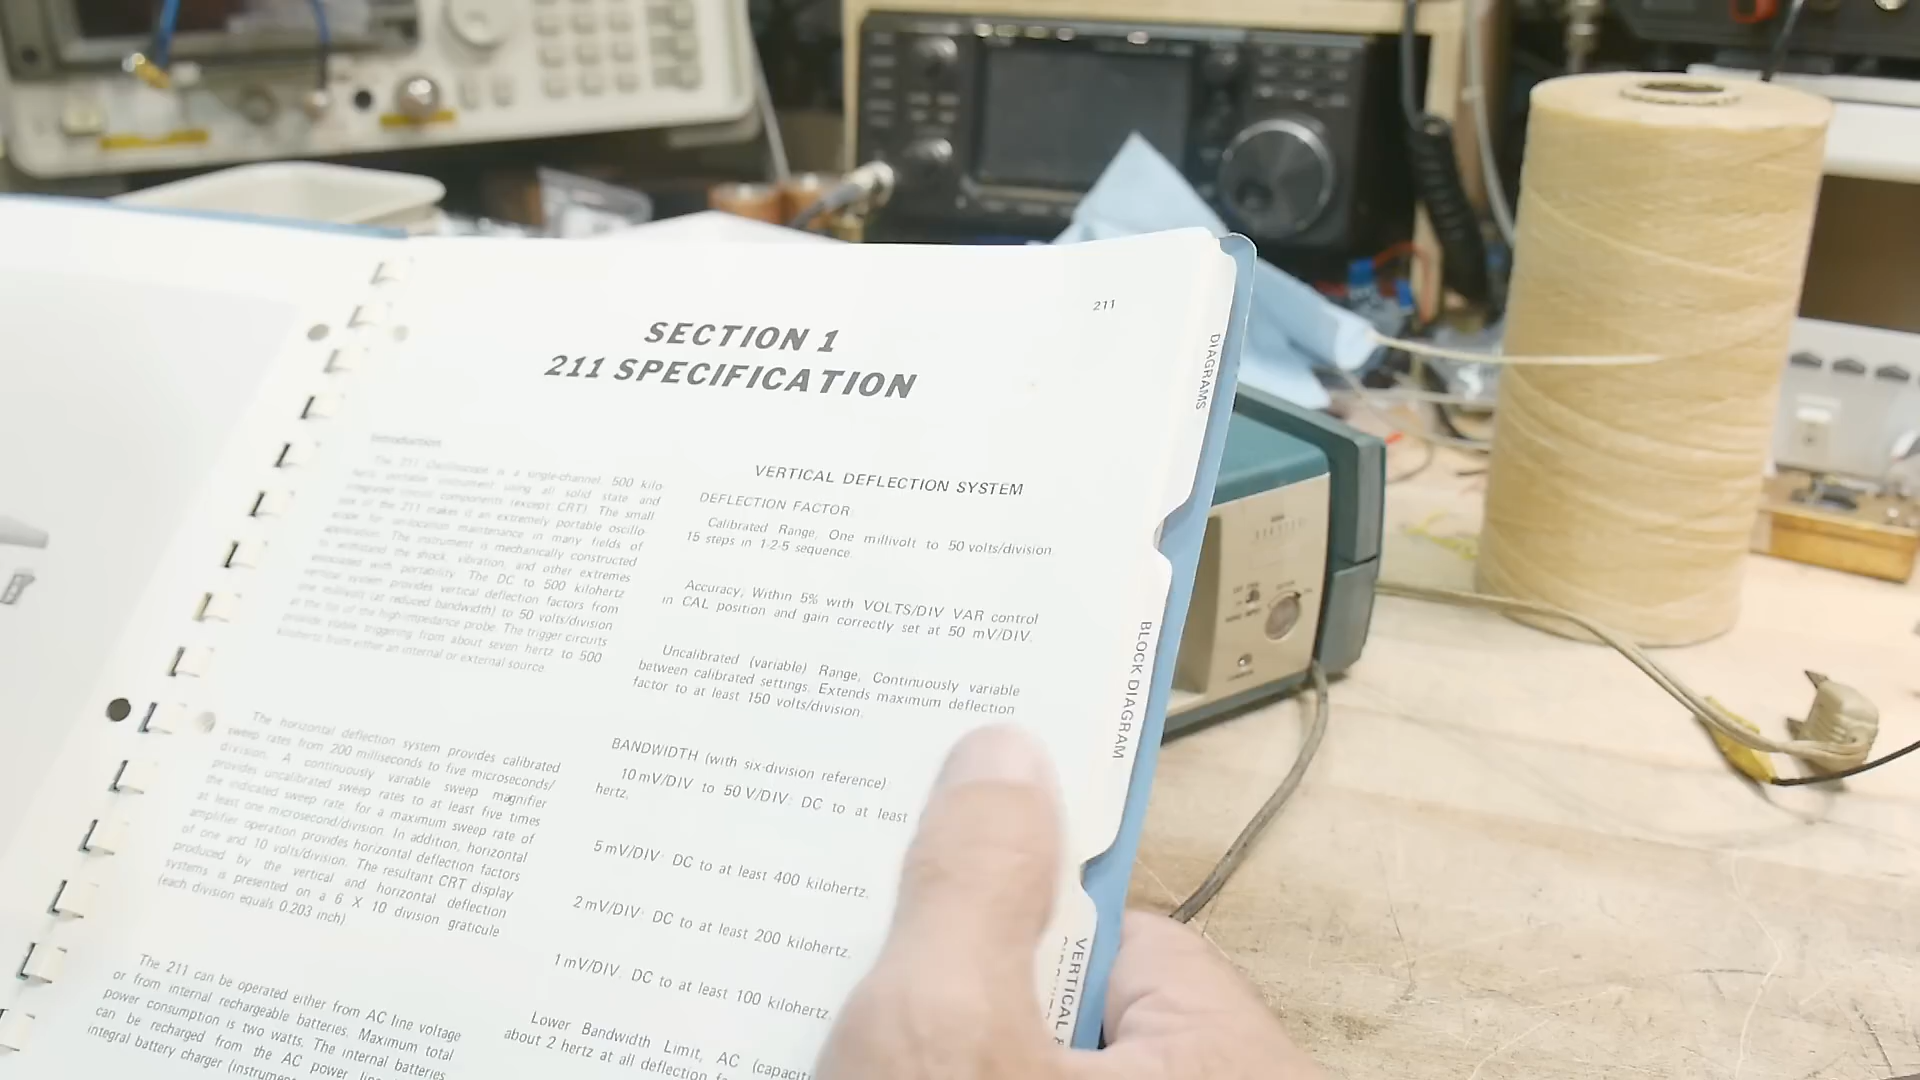 211
SECTION 1
211 SPECIFICATION
Introduction
The 211 Oscilloscope is a single-channel, 500 kilo
hertz portable instrument using all solid state and
integrated circuit components (except CRT). The small
size of the 211 makes it an extremely portable oscillo
scope for on-location maintenance in many fields of
application. The instrument is mechanically constructed
to withstand the shock, vibration, and other extremes
associated with portability. The DC to 500 kilohertz
vertical system provides vertical deflection factors from
one millivolt (at reduced bandwidth) to 50 volts/division
at the tip of the high-impedance probe. The trigger circuits
provide stable triggering from about seven hertz to 500
kilohertz from either an internal or external source.
The horizontal deflection system provides calibrated
sweep rates from 200 milliseconds to five microseconds/
division. A continuously variable sweep magnifier
provides uncalibrated sweep rates to at least five times
the indicated sweep rate, for a maximum sweep rate of
at least one microsecond/division. In addition, horizontal
amplifier operation provides horizontal deflection factors
of one and 10 volts/division. The resultant CRT display
produced by the vertical and horizontal deflection
systems is presented on a 6 X 10 division graticule
(each division equals 0.203 inch)
The 211 can be operated either from AC line voltage
or from internal rechargeable batteries. Maximum total
power consumption is two watts. The internal batteries
can be recharged from the AC power
integral battery charger
VERTICAL DEFLECTION SYSTEM
DEFLECTION FACTOR
Calibrated Range, One millivolt to 50 volts/division
15 steps in 1-2-5 sequence.
Accuracy, Within 5% with VOLTS/DIV VAR control
in CAL position and gain correctly set at 50 mV/DIV.
Uncalibrated (variable) Range, Continuously variable
between calibrated settings. Extends maximum deflection
factor to at least 150 volts/division.
BANDWIDTH (with six-division reference)
10 mV/DIV to 50 V/DIV: DC to at least
hertz.
5 mV/DIV: DC to at least 400 kilohertz.
2 mV/DIV: DC to at least 200 kilohertz.
1 mV/DIV: DC to at least 100 kilohertz.
Lower Bandwidth Limit, AC
about 2 hertz at all deflection
DIAGRAMS
BLOCK DIAGRAM
VERTICAL